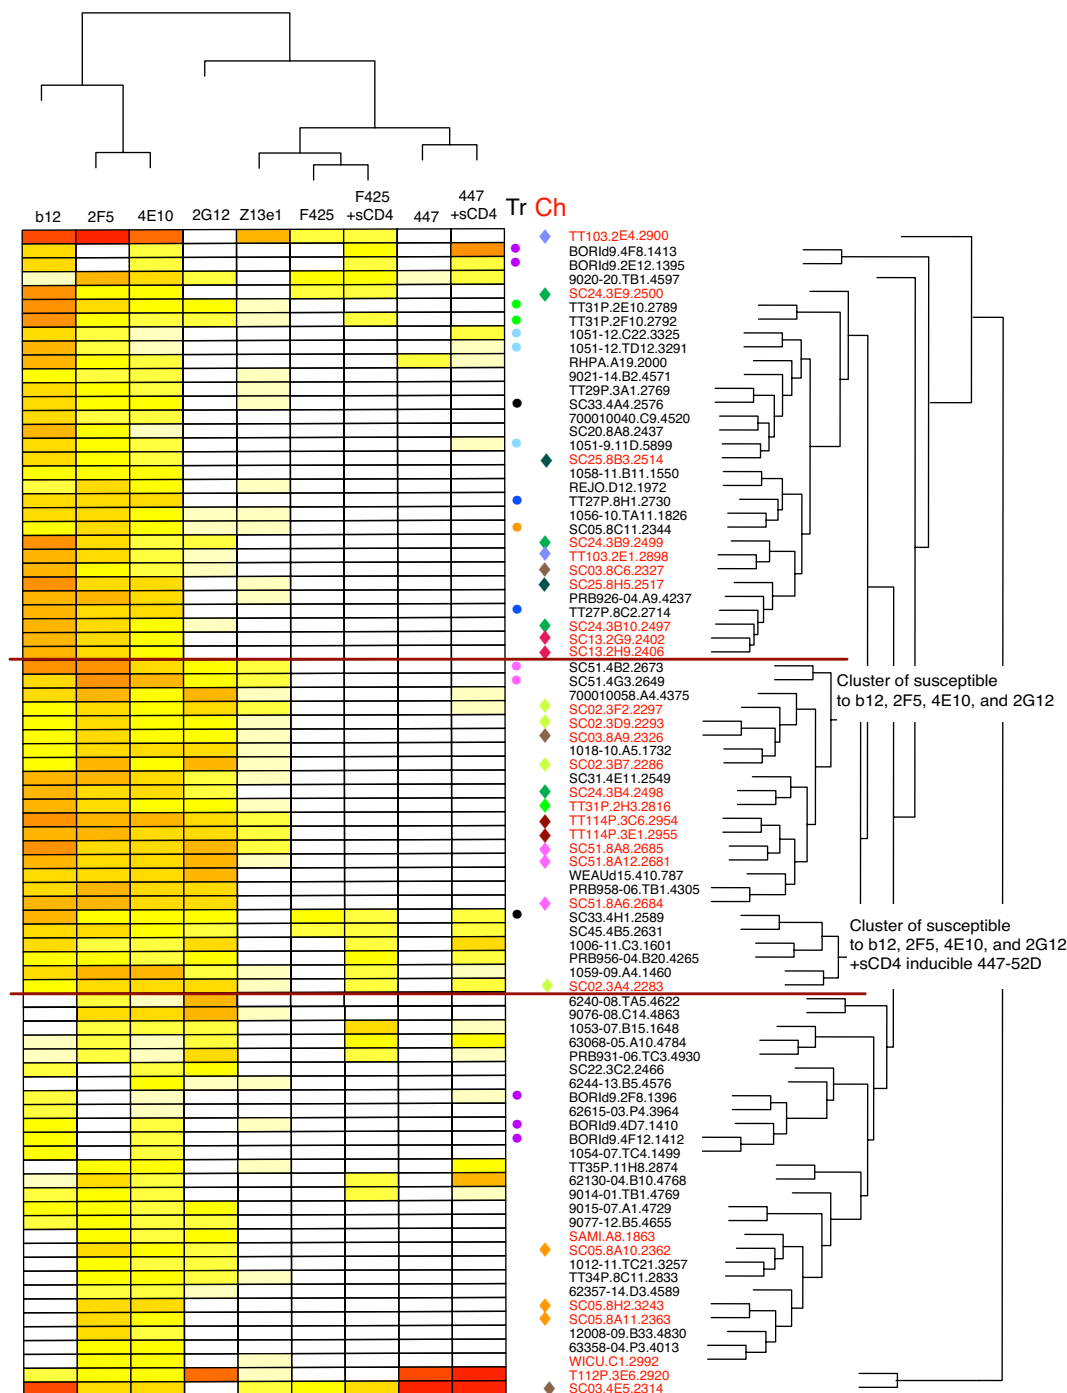 b12 2F5 4E10 2G12 Z13e1 F425 F425 +sCD4 447 447 +sCD4 Tr Ch
TT103.2E4.2900
BORId9.4F8.1413
BORId9.2E12.1395
9020-20.TB1.4597
SC24.3E9.2500
TT31P.2E10.2789
TT31P.2F10.2792
1051-12.C22.3325
1051-12.TD12.3291
RHPA.A19.2000
9021-14.B2.4571
TT29P.3A1.2769
SC33.4A4.2576
700010040.C9.4520
SC20.8A8.2437
1051-9.11D.5899
SC25.8B3.2514
1058-11.B11.1550
REJO.D12.1972
TT27P.8H1.2730
1056-10.TA11.1826
SC05.8C11.2344
SC24.3B9.2499
TT103.2E1.2898
SC03.8C6.2327
SC25.8H5.2517
PRB926-04.A9.4237
TT27P.8C2.2714
SC24.3B10.2497
SC13.2G9.2402
SC13.2H9.2406
SC51.4B2.2673
SC51.4G3.2649
Cluster of susceptible
to b12, 2F5, 4E10, and 2G12
700010058.A4.4375
SC02.3F2.2297
SC02.3D9.2293
SC03.8A9.2326
1018-10.A5.1732
SC02.3B7.2286
SC31.4E11.2549
SC24.3B4.2498
TT31P.2H3.2816
TT114P.3C6.2954
TT114P.3E1.2955
SC51.8A8.2685
SC51.8A12.2681
WEAUd15.410.787
PRB958-06.TB1.4305
SC51.8A6.2684
SC33.4H1.2589
SC45.4B5.2631
Cluster of susceptible
to b12, 2F5, 4E10, and 2G12
+sCD4 inducible 447-52D
1006-11.C3.1601
PRB956-04.B20.4265
1059-09.A4.1460
SC02.3A4.2283
6240-08.TA5.4622
9076-08.C14.4863
1053-07.B15.1648
63068-05.A10.4784
PRB931-06.TC3.4930
SC22.3C2.2466
6244-13.B5.4576
BORId9.2F8.1396
62615-03.P4.3964
BORId9.4D7.1410
BORId9.4F12.1412
1054-07.TC4.1499
TT35P.11H8.2874
62130-04.B10.4768
9014-01.TB1.4769
9015-07.A1.4729
9077-12.B5.4655
SAMI.A8.1863
SC05.8A10.2362
1012-11.TC21.3257
TT34P.8C11.2833
62357-14.D3.4589
SC05.8H2.3243
SC05.8A11.2363
12008-09.B33.4830
63358-04.P3.4013
WICU.C1.2992
T112P.3E6.2920
SC03.4E5.2314